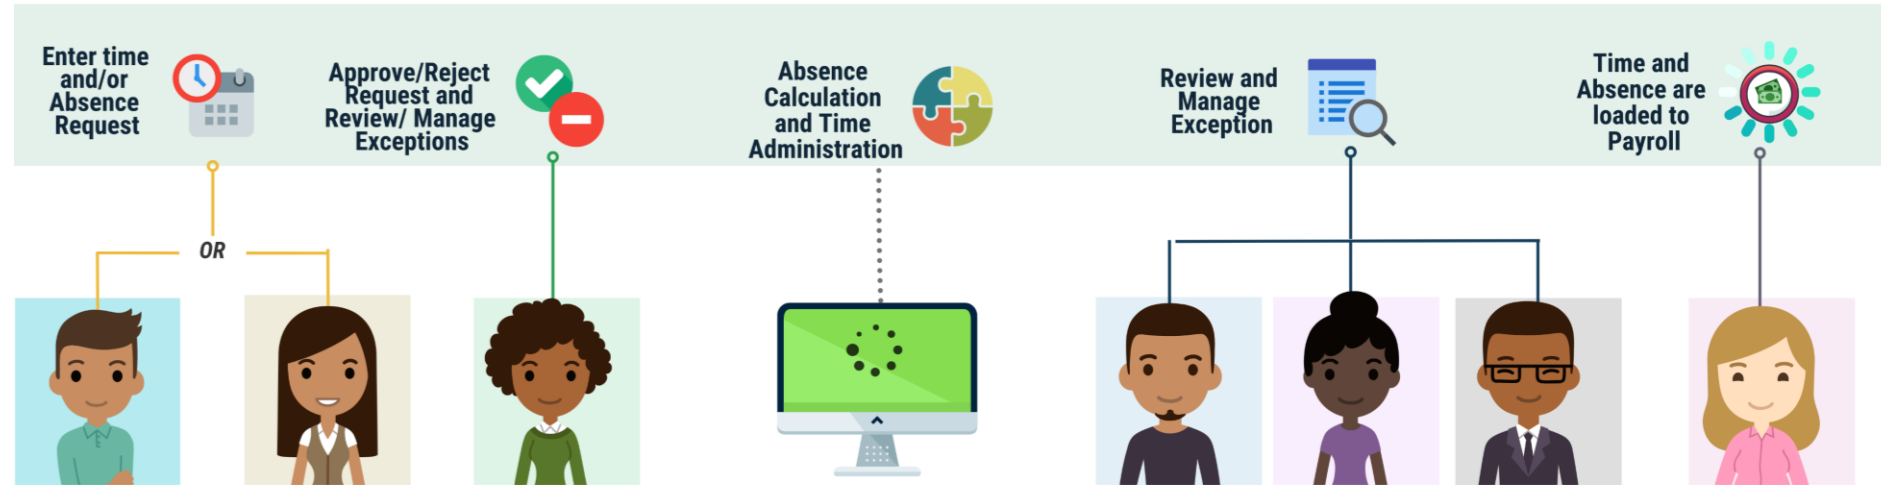 Enter time
and/or
Absence
Request
Approve/Reject
Request and
Review/ Manage
Exceptions
Absence
Calculation
and Time
Administration
Review and
Manage
Exception
Time and
Absence are
loaded to
Payroll
OR